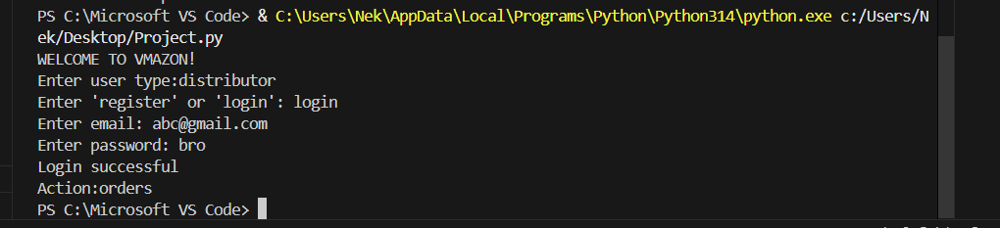 PS C:\Microsoft VS Code> & C:\Users\Nek\AppData\Local\Programs\Python\Python314\python.exe c:/Users/N
ek/Desktop/Project.py
WELCOME TO VMAZON!
Enter user type:distributor
Enter 'register' or 'login': login
Enter email: abc@gmail.com
Enter password: bro
Login successful
Action:orders
PS C:\Microsoft VS Code>